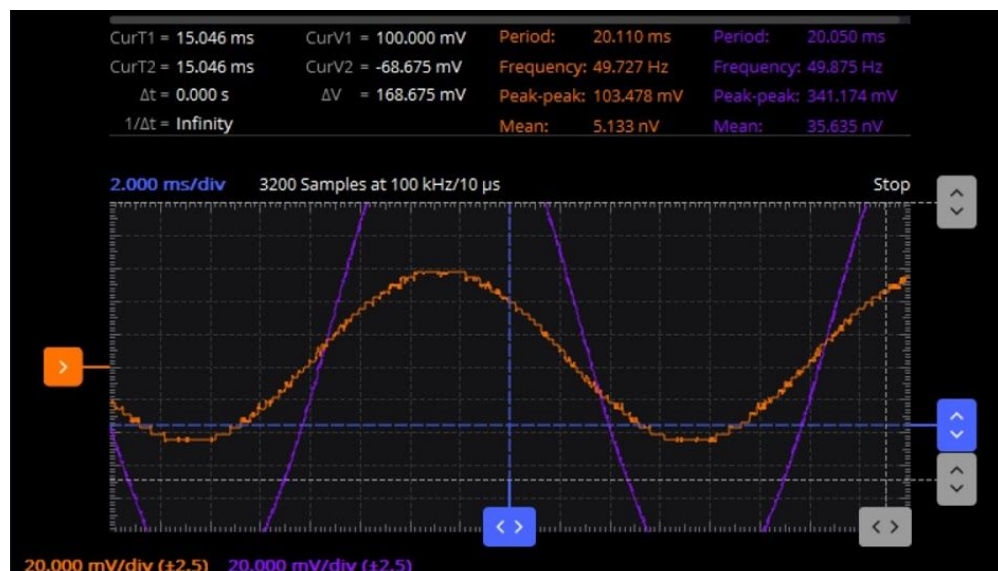 CurT1 = 15.046 ms CurV1 = 100.000 mV Period: 20.110 ms Period: 20.050 ms
CurT2 = 15.046 ms CurV2 = -68.675 mV Frequency: 49.727 Hz Frequency: 49.875 Hz
Δt = 0.000 s ΔV = 168.675 mV Peak-peak: 103.478 mV Peak-peak: 341.174 mV
1/Δt = Infinity Mean: 5.133 nV Mean: 35.635 nV
2.000 ms/div 3200 Samples at 100 kHz/10 µs Stop
20.000 mV/div (±2.5) 20.000 mV/div (±2.5)